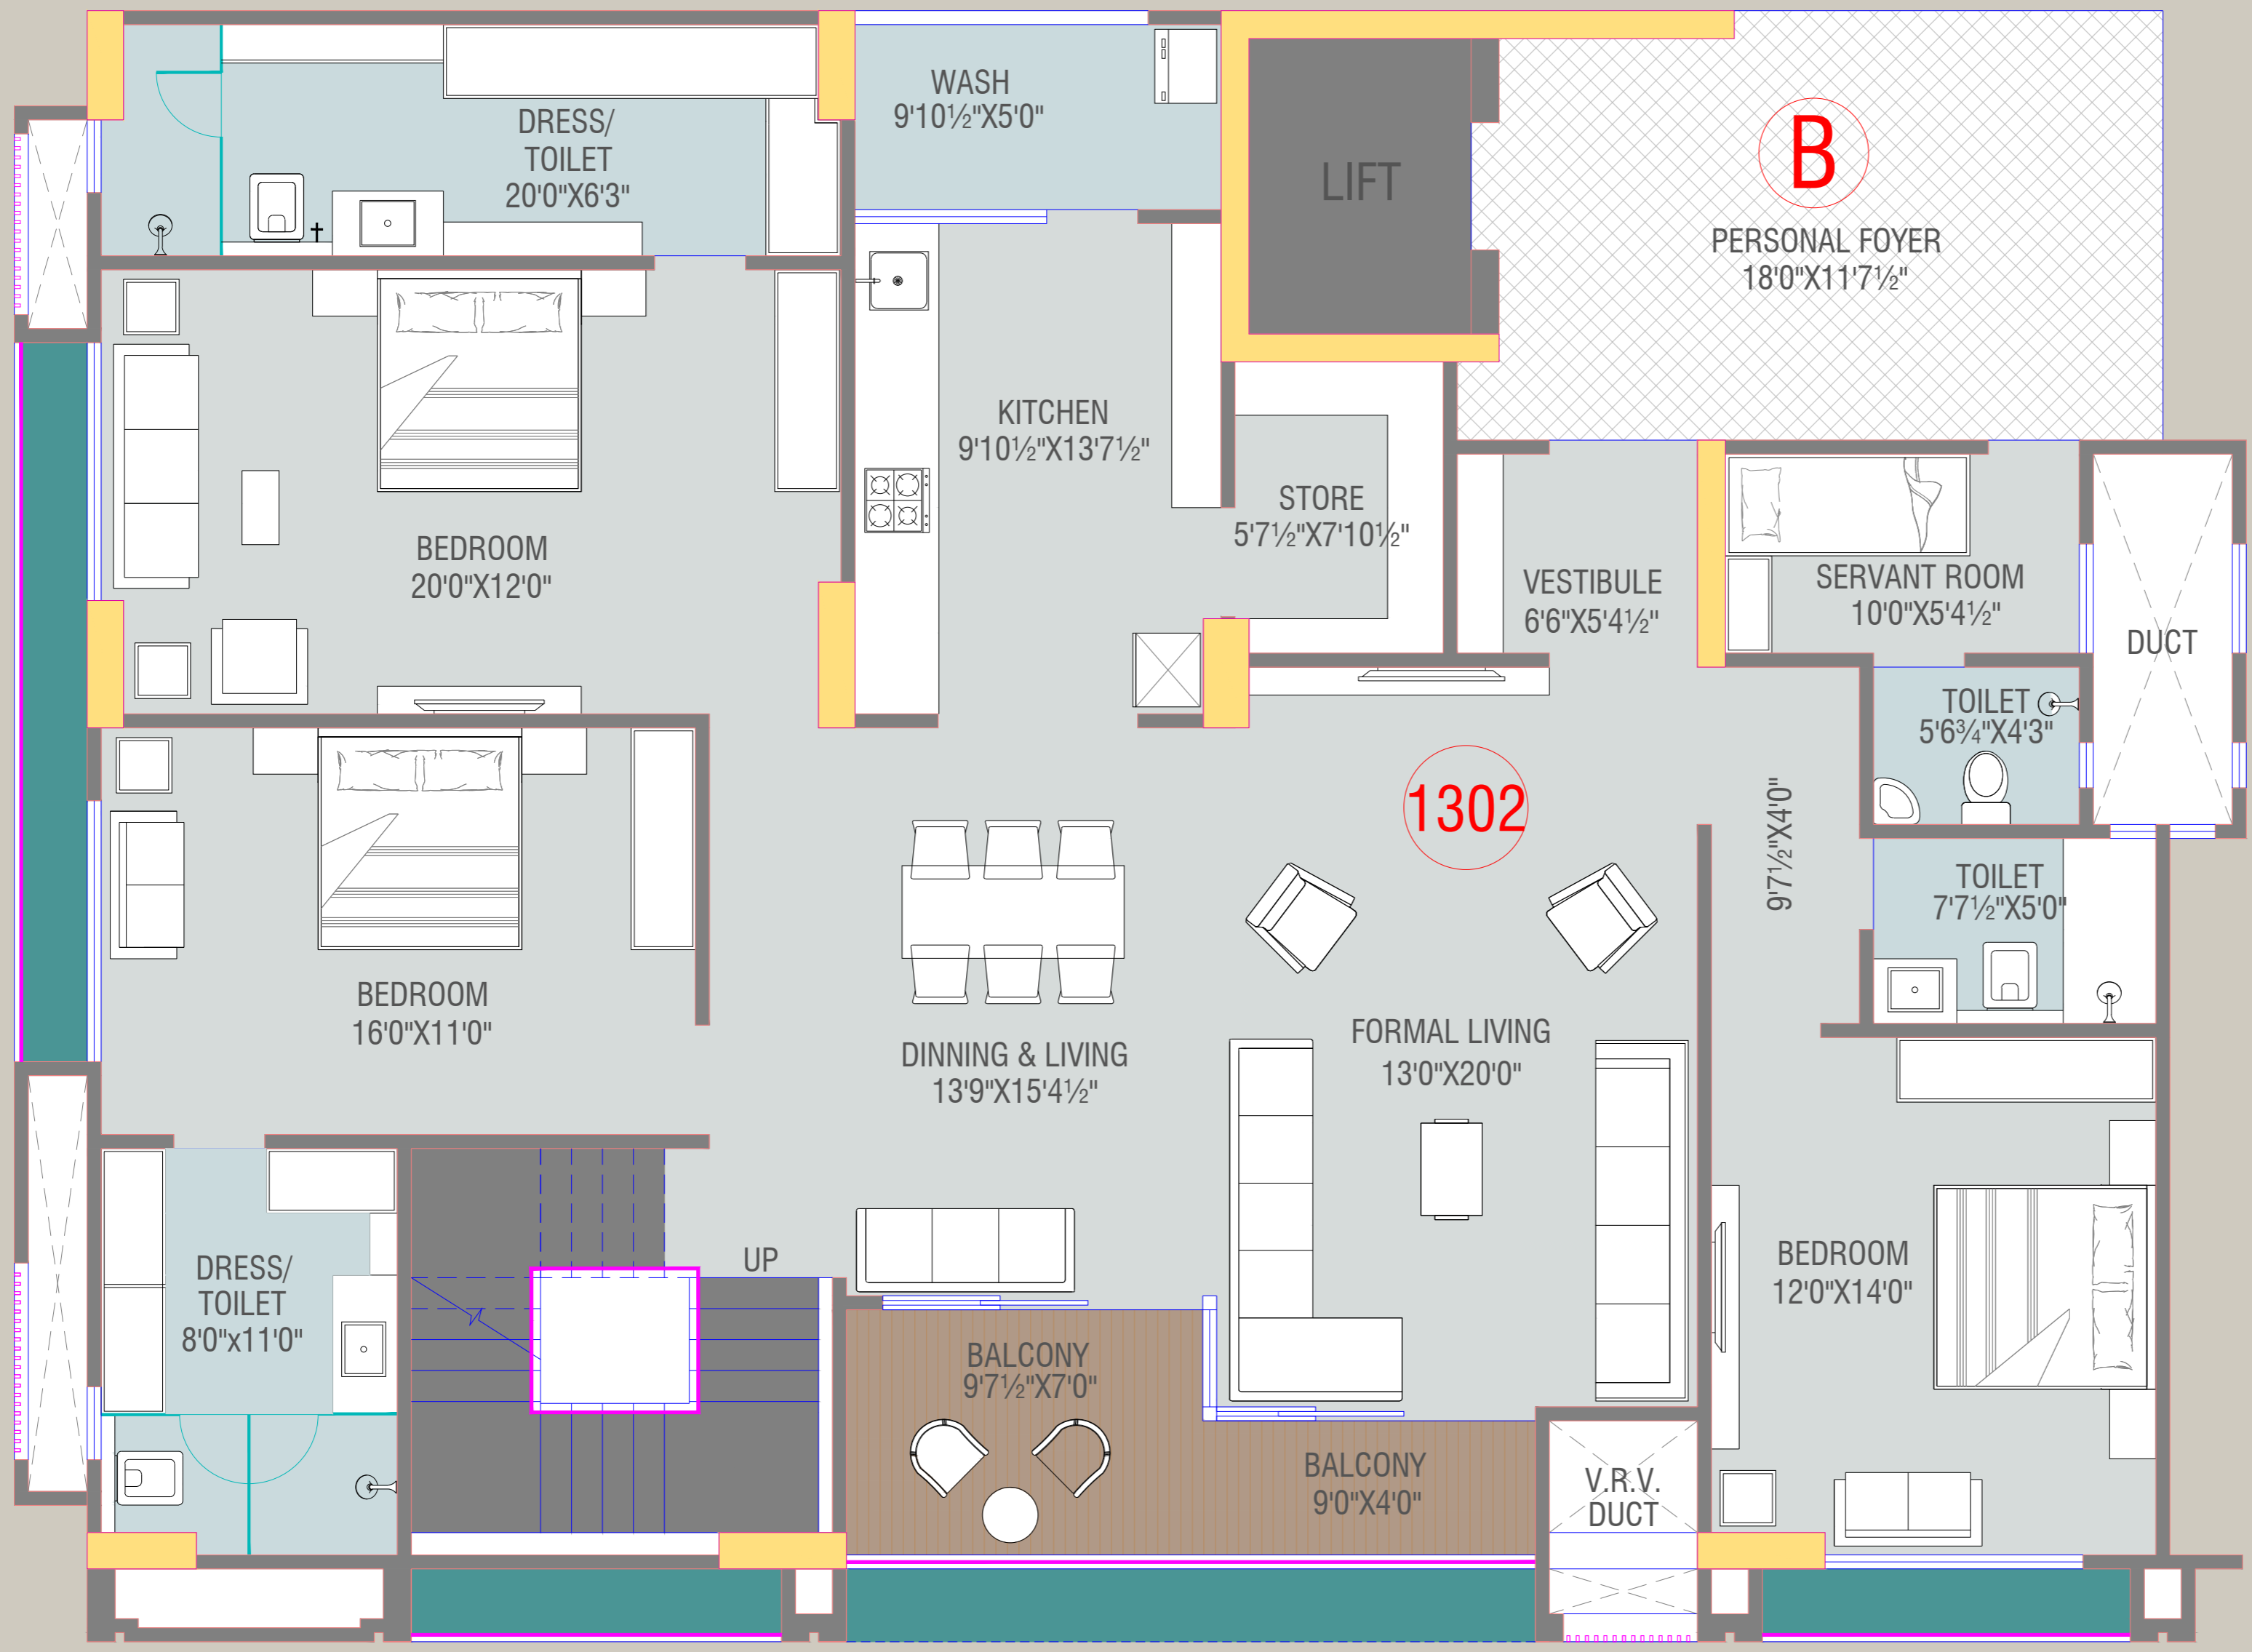 DRESS/
TOILET
20'0"X6'3"
WASH
9'10½"X5'0"
LIFT
B
PERSONAL FOYER
18'0"X11'7½"
KITCHEN
9'10½"X13'7½"
STORE
5'7½"X7'10½"
BEDROOM
20'0"X12'0"
VESTIBULE
6'6"X5'4½"
SERVANT ROOM
10'0"X5'4½"
DUCT
TOILET
5'6¾"X4'3"
1302
9'7½"X4'0"
TOILET
7'7½"X5'0"
BEDROOM
16'0"X11'0"
DINNING & LIVING
13'9"X15'4½"
FORMAL LIVING
13'0"X20'0"
DRESS/
TOILET
8'0"x11'0"
UP
BEDROOM
12'0"X14'0"
BALCONY
9'7½"X7'0"
BALCONY
9'0"X4'0"
V.R.V.
DUCT